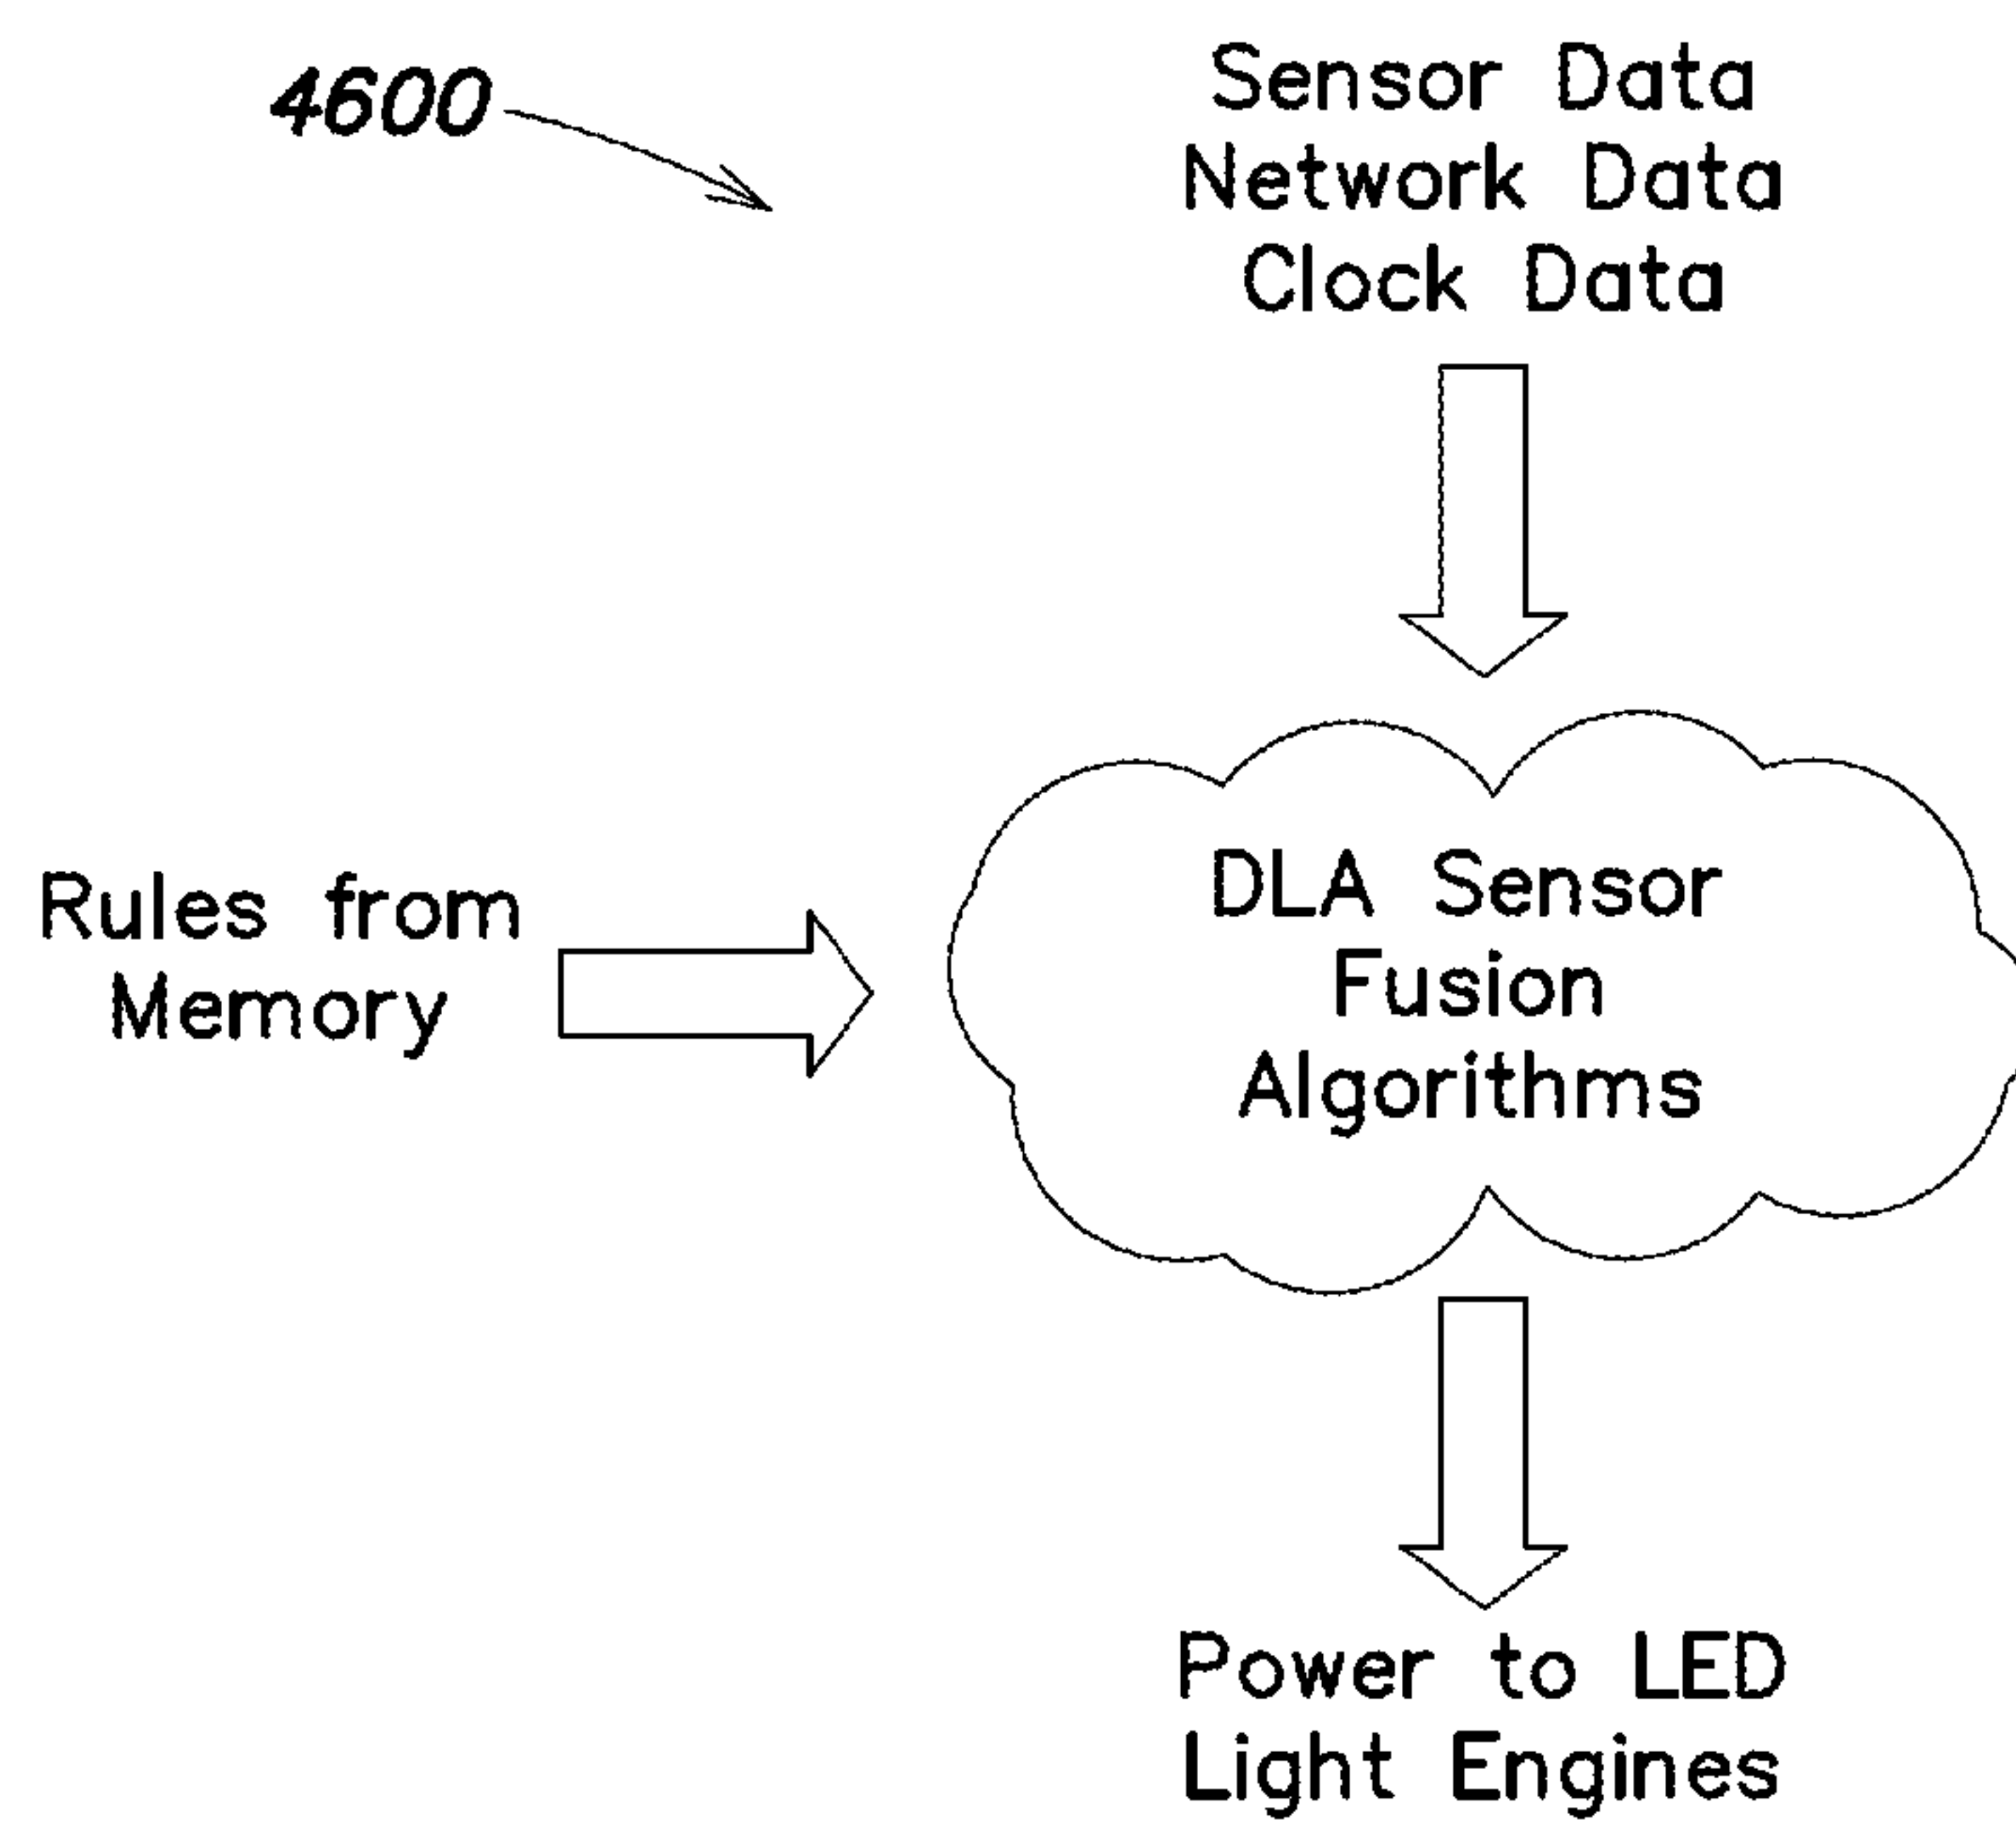 4600
Sensor Data
Network Data
Clock Data
Rules from
Memory
DLA Sensor
Fusion
Algorithms
Power to LED
Light Engines